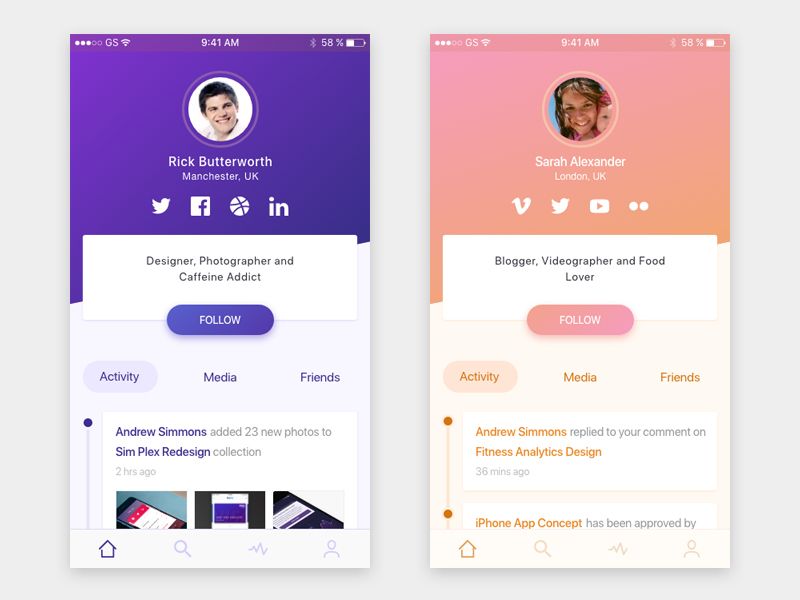 GS 9:41 AM 58 %
Rick Butterworth
Manchester, UK
Designer, Photographer and
Caffeine Addict
FOLLOW
Activity Media Friends
Andrew Simmons added 23 new photos to
Sim Plex Redesign collection
2 hrs ago
GS 9:41 AM 58 %
Sarah Alexander
London, UK
Blogger, Videographer and Food
Lover
FOLLOW
Activity Media Friends
Andrew Simmons replied to your comment on
Fitness Analytics Design
36 mins ago
iPhone App Concept has been approved by